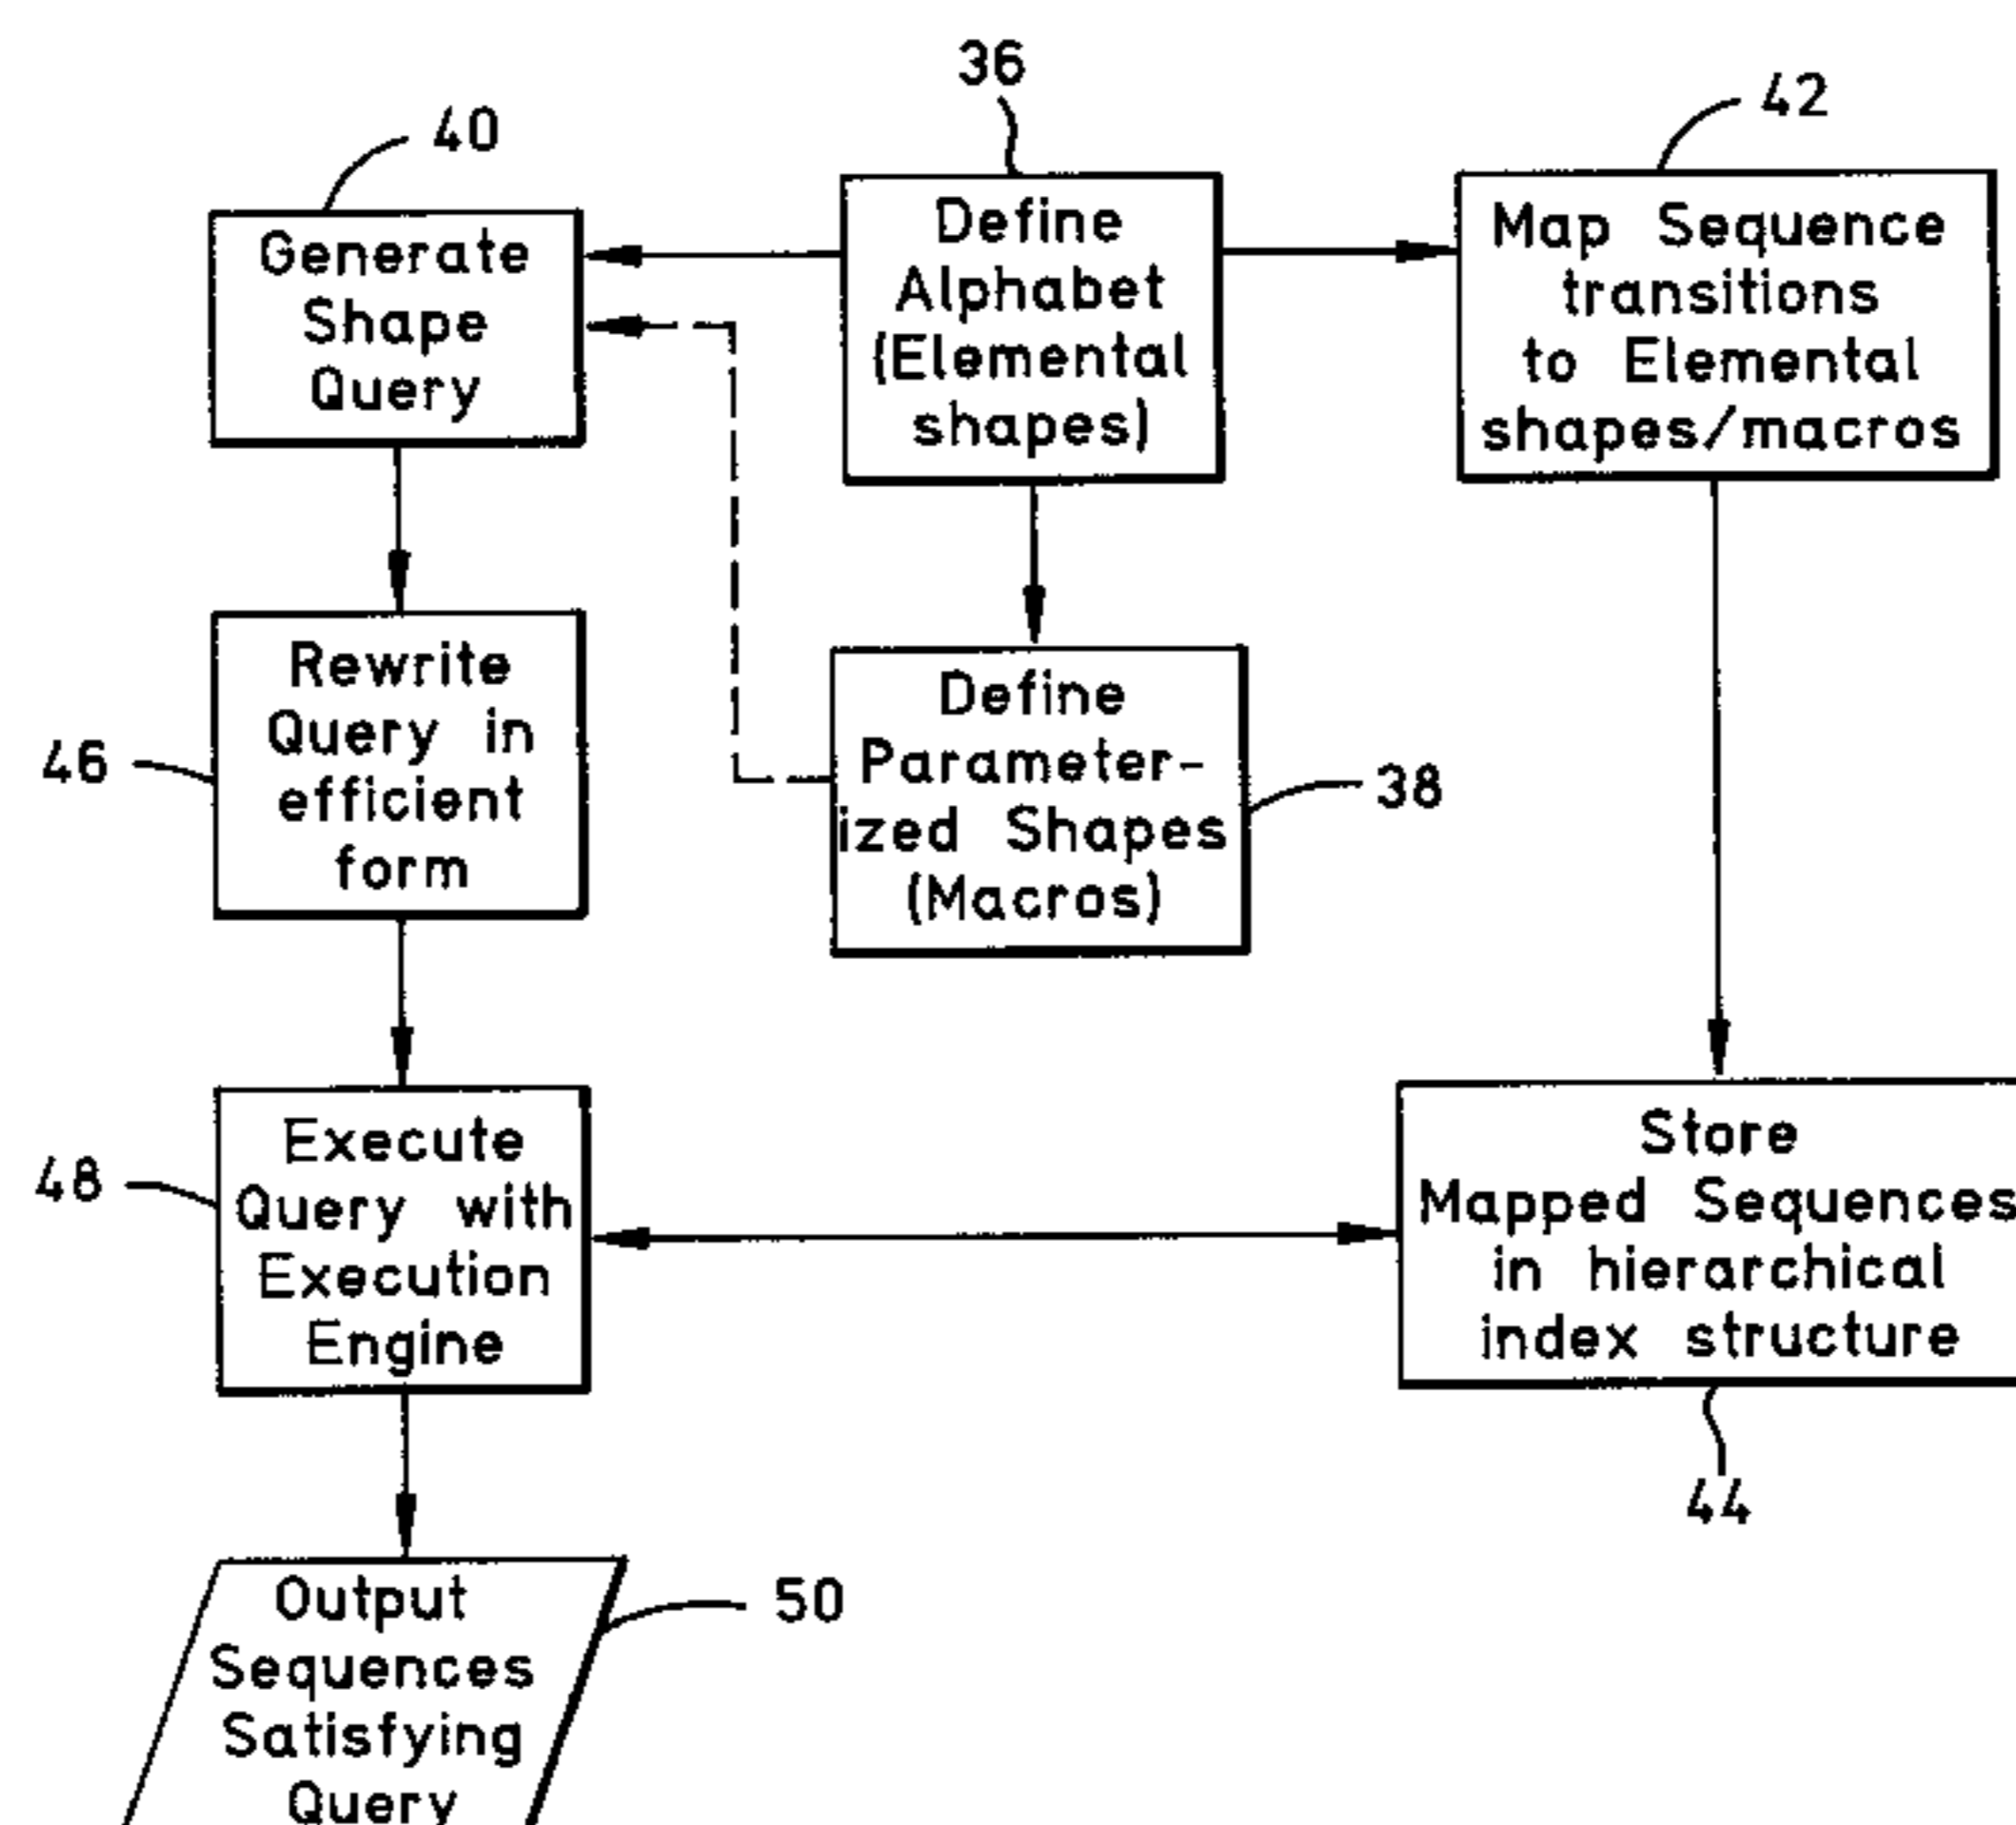 36
40
42
Generate
Shape
Query
Define
Alphabet
(Elemental
shapes)
Map Sequence
transitions
to Elemental
shapes/macros
46
Rewrite
Query in
efficient
form
Define
Parameter-
ized Shapes
(Macros)
38
48
Execute
Query with
Execution
Engine
Store
Mapped Sequences
in hierarchical
index structure
44
Output
Sequences
Satisfying
Query
50